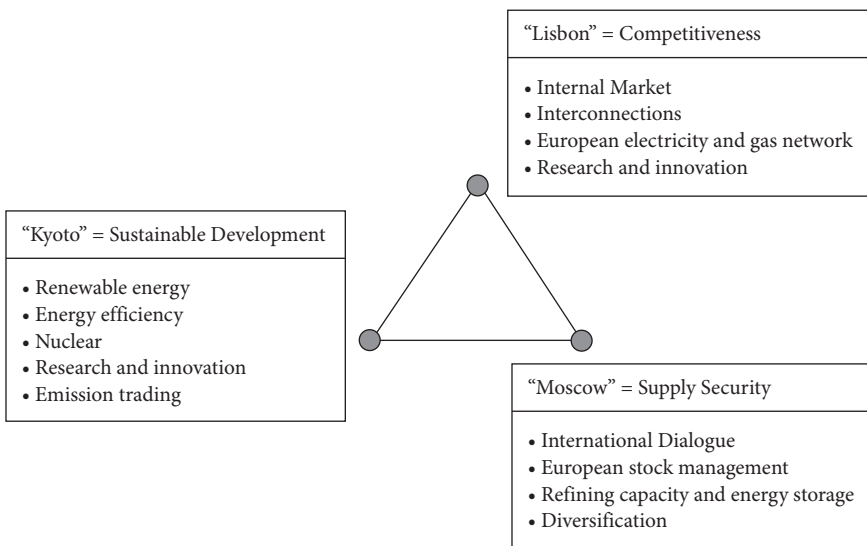 “Lisbon” = Competitiveness
• Internal Market
• Interconnections
• European electricity and gas network
• Research and innovation
“Kyoto” = Sustainable Development
• Renewable energy
• Energy efficiency
• Nuclear
• Research and innovation
• Emission trading
“Moscow” = Supply Security
• International Dialogue
• European stock management
• Refining capacity and energy storage
• Diversification